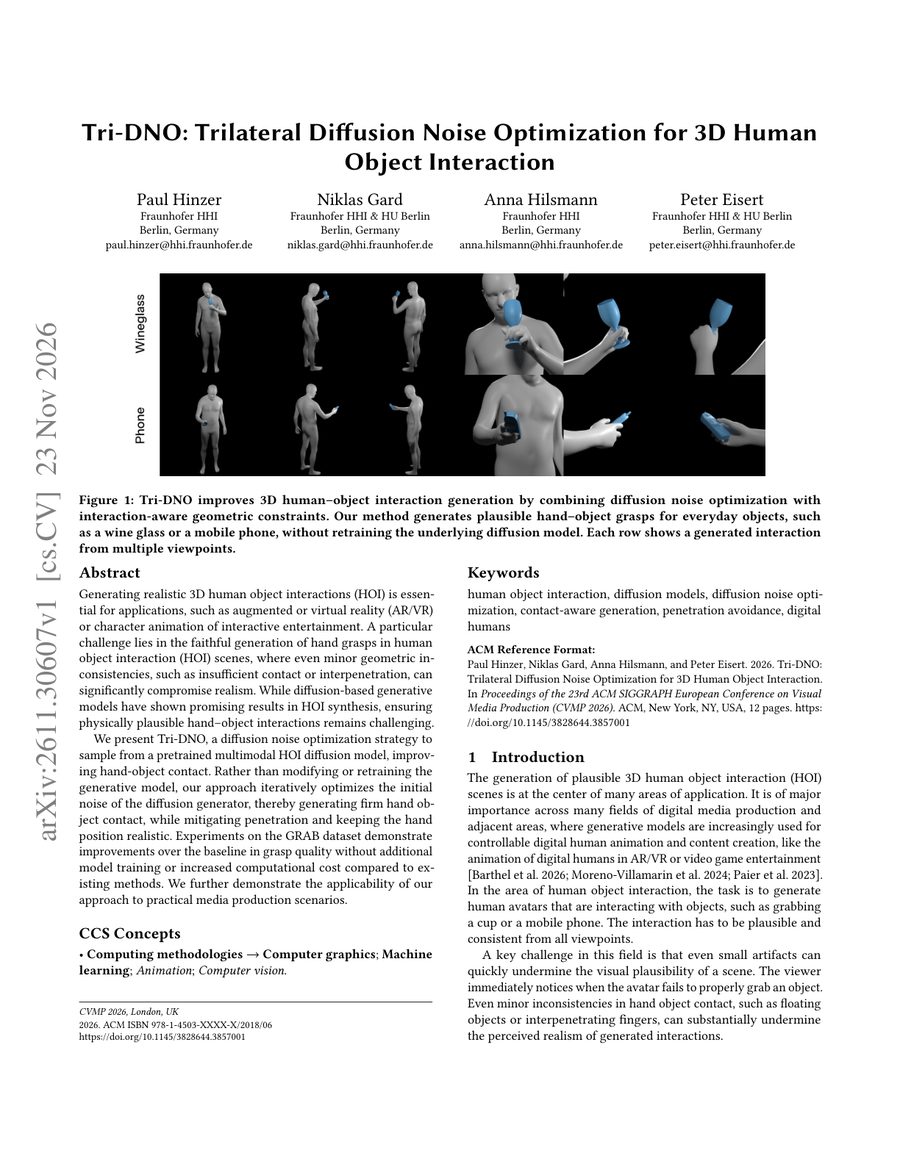 Tri-DNO: Trilateral Diffusion Noise Optimization for 3D Human
Object Interaction
Paul Hinzer
Fraunhofer HHI
Berlin, Germany
paul.hinzer@hhi.fraunhofer.de
Niklas Gard
Fraunhofer HHI & HU Berlin
Berlin, Germany
niklas.gard@hhi.fraunhofer.de
Anna Hilsmann
Fraunhofer HHI
Berlin, Germany
anna.hilsmann@hhi.fraunhofer.de
Peter Eisert
Fraunhofer HHI & HU Berlin
Berlin, Germany
peter.eisert@hhi.fraunhofer.de
Wineglass
Phone
Figure 1: Tri-DNO improves 3D human–object interaction generation by combining diffusion noise optimization with
interaction-aware geometric constraints. Our method generates plausible hand–object grasps for everyday objects, such
as a wine glass or a mobile phone, without retraining the underlying diffusion model. Each row shows a generated interaction
from multiple viewpoints.
Abstract
Generating realistic 3D human object interactions (HOI) is essen-
tial for applications, such as augmented or virtual reality (AR/VR)
or character animation of interactive entertainment. A particular
challenge lies in the faithful generation of hand grasps in human
object interaction (HOI) scenes, where even minor geometric in-
consistencies, such as insufficient contact or interpenetration, can
significantly compromise realism. While diffusion-based generative
models have shown promising results in HOI synthesis, ensuring
physically plausible hand–object interactions remains challenging.
We present Tri-DNO, a diffusion noise optimization strategy to
sample from a pretrained multimodal HOI diffusion model, improv-
ing hand-object contact. Rather than modifying or retraining the
generative model, our approach iteratively optimizes the initial
noise of the diffusion generator, thereby generating firm hand ob-
ject contact, while mitigating penetration and keeping the hand
position realistic. Experiments on the GRAB dataset demonstrate
improvements over the baseline in grasp quality without additional
model training or increased computational cost compared to ex-
isting methods. We further demonstrate the applicability of our
approach to practical media production scenarios.
CCS Concepts
• Computing methodologies → Computer graphics; Machine
learning; Animation; Computer vision.
CVMP 2026, London, UK
2026. ACM ISBN 978-1-4503-XXXX-X/2018/06
https://doi.org/10.1145/3828644.3857001
Keywords
human object interaction, diffusion models, diffusion noise opti-
mization, contact-aware generation, penetration avoidance, digital
humans
ACM Reference Format:
Paul Hinzer, Niklas Gard, Anna Hilsmann, and Peter Eisert. 2026. Tri-DNO:
Trilateral Diffusion Noise Optimization for 3D Human Object Interaction.
In Proceedings of the 23rd ACM SIGGRAPH European Conference on Visual
Media Production (CVMP 2026). ACM, New York, NY, USA, 12 pages. https:
//doi.org/10.1145/3828644.3857001
1 Introduction
The generation of plausible 3D human object interaction (HOI)
scenes is at the center of many areas of application. It is of major
importance across many fields of digital media production and
adjacent areas, where generative models are increasingly used for
controllable digital human animation and content creation, like the
animation of digital humans in AR/VR or video game entertainment
[Barthel et al. 2026; Moreno-Villamarin et al. 2024; Paier et al. 2023].
In the area of human object interaction, the task is to generate
human avatars that are interacting with objects, such as grabbing
a cup or a mobile phone. The interaction has to be plausible and
consistent from all viewpoints.
A key challenge in this field is that even small artifacts can
quickly undermine the visual plausibility of a scene. The viewer
immediately notices when the avatar fails to properly grab an object.
Even minor inconsistencies in hand object contact, such as floating
objects or interpenetrating fingers, can substantially undermine
the perceived realism of generated interactions.
arXiv:2611.30607v1 [cs.CV] 23 Nov 2026